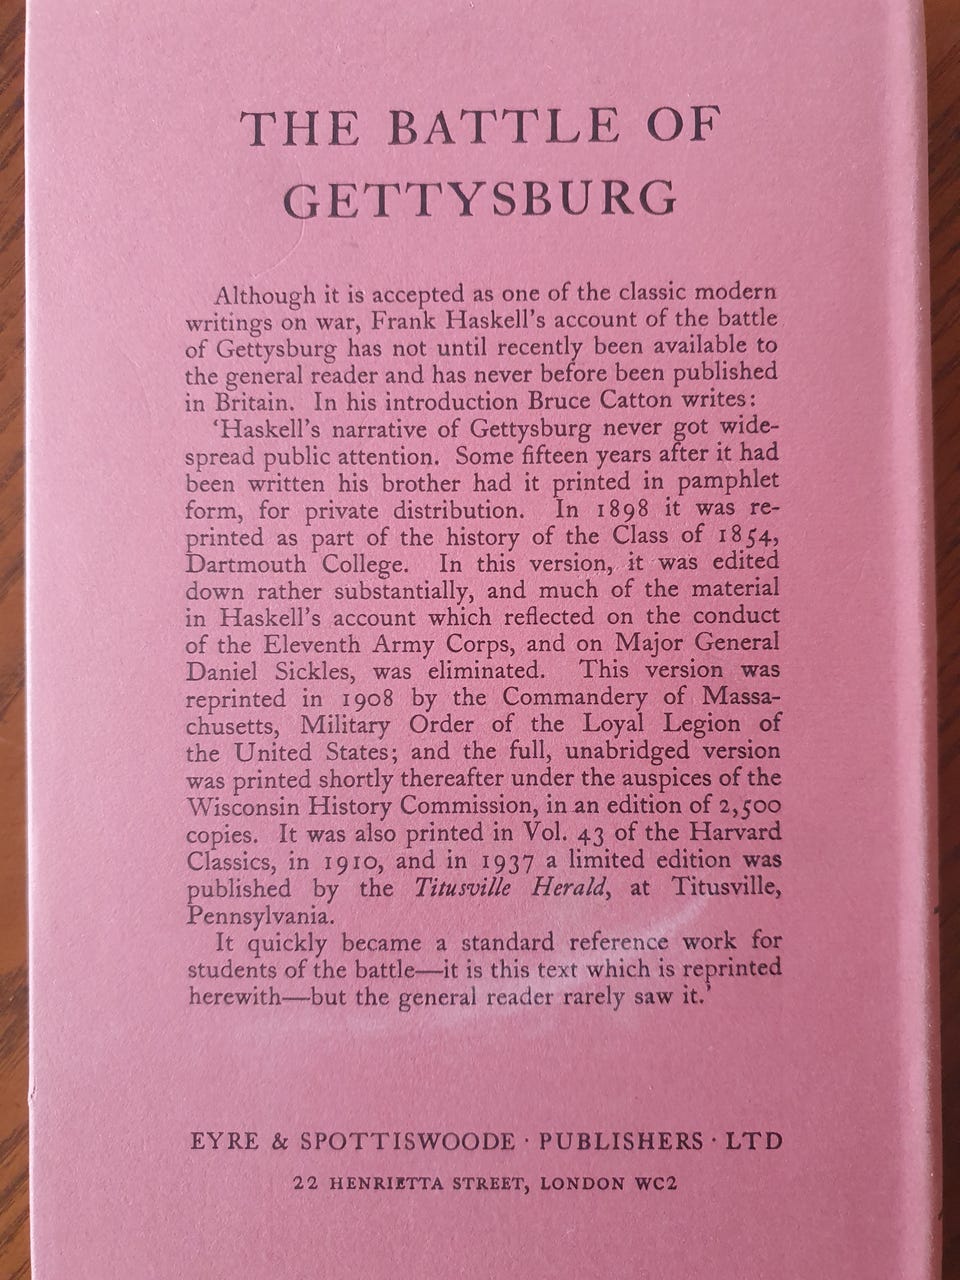 THE BATTLE OF
GETTYSBURG
Although it is accepted as one of the classic modern
writings on war, Frank Haskell's account of the battle
of Gettysburg has not until recently been available to
the general reader and has never before been published
in Britain. In his introduction Bruce Catton writes:
'Haskell's narrative of Gettysburg never got wide-
spread public attention. Some fifteen years after it had
been written his brother had it printed in pamphlet
form, for private distribution. In 1898 it was re-
printed as part of the history of the Class of 1854,
Dartmouth College. In this version, it was edited
down rather substantially, and much of the material
in Haskell's account which reflected on the conduct
of the Eleventh Army Corps, and on Major General
Daniel Sickles, was eliminated. This version was
reprinted in 1908 by the Commandery of Massa-
chusetts, Military Order of the Loyal Legion of
the United States; and the full, unabridged version
was printed shortly thereafter under the auspices of the
Wisconsin History Commission, in an edition of 2,500
copies. It was also printed in Vol. 43 of the Harvard
Classics, in 1910, and in 1937 a limited edition was
published by the Titusville Herald, at Titusville,
Pennsylvania.
It quickly became a standard reference work for
students of the battle—it is this text which is reprinted
herewith—but the general reader rarely saw it.'
EYRE & SPOTTISWOODE · PUBLISHERS · LTD
22 HENRIETTA STREET, LONDON WC2